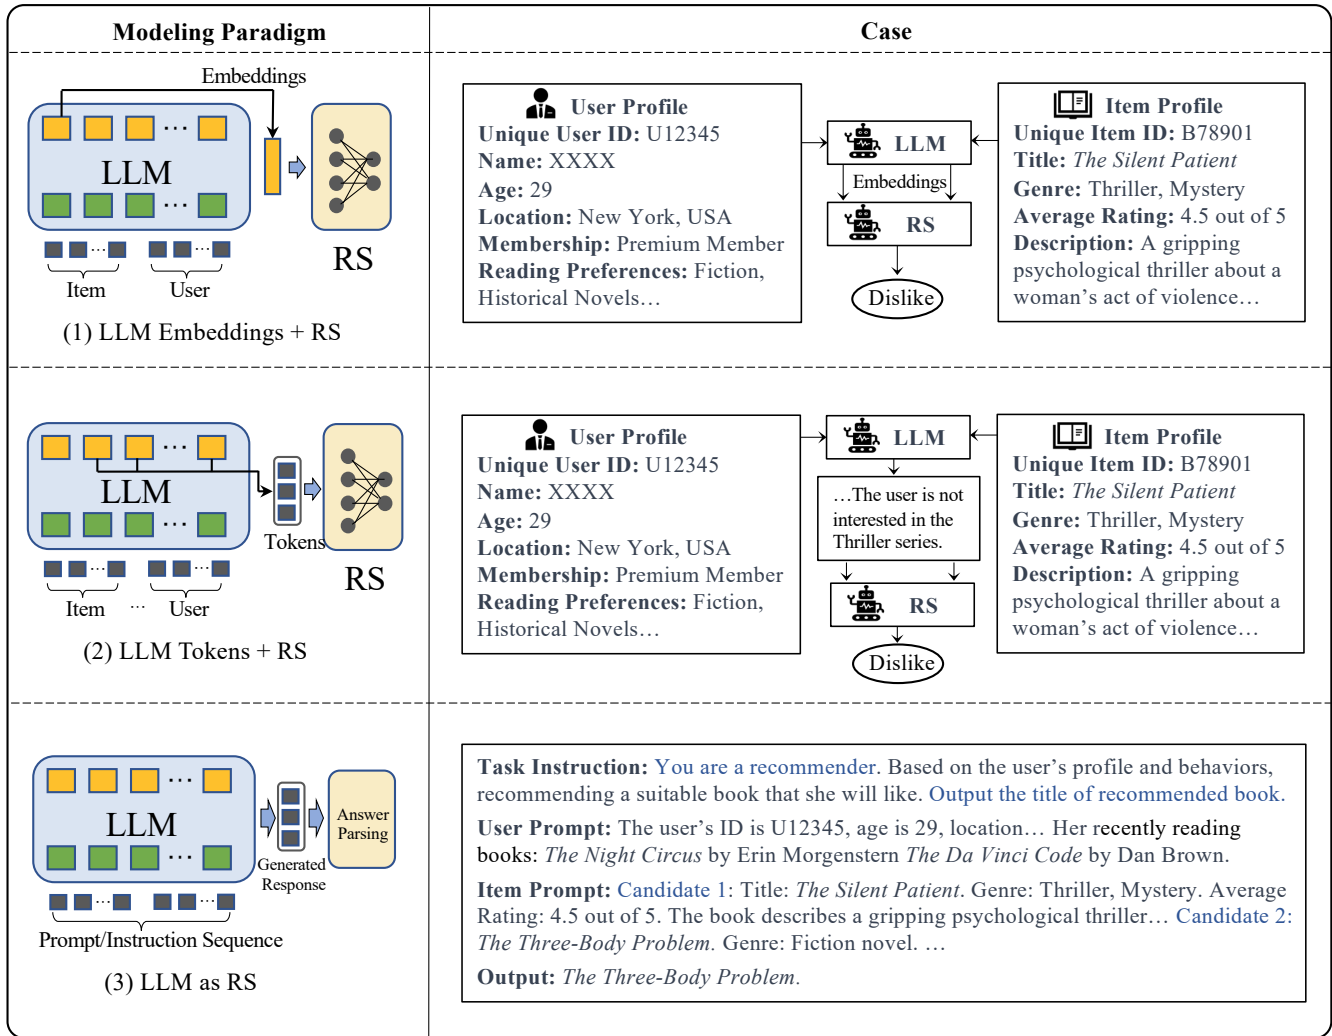 Modeling Paradigm
Case
Embeddings
LLM
RS
Item
User
(1) LLM Embeddings + RS
User Profile
Unique User ID: U12345
Name: XXXX
Age: 29
Location: New York, USA
Membership: Premium Member
Reading Preferences: Fiction,
Historical Novels…
LLM
Embeddings
RS
Dislike
Item Profile
Unique Item ID: B78901
Title: The Silent Patient
Genre: Thriller, Mystery
Average Rating: 4.5 out of 5
Description: A
gripping
psychological thriller about a
woman's act of violence…
LLM
Tokens
RS
Item
...
User
(2) LLM Tokens + RS
User Profile
Unique User ID: U12345
Name: XXXX
Age: 29
Location: New York, USA
Membership: Premium Member
Reading Preferences: Fiction,
Historical Novels…
LLM
…The user is not
interested in the
Thriller series.
RS
Dislike
Item Profile
Unique Item ID: B78901
Title: The Silent Patient
Genre: Thriller, Mystery
Average Rating: 4.5 out of 5
Description: A gripping
psychological thriller about a
woman's act of violence…
LLM
Generated
Response
Answer
Parsing
Prompt/Instruction Sequence
(3) LLM as RS
Task Instruction: You are a recommender. Based on the user's profile and behaviors,
recommending a suitable book that she will like. Output the title of recommended book.
User Prompt: The user's ID is U12345, age is 29, location… Her recently reading
books: The Night Circus by Erin Morgenstern The Da Vinci Code by Dan Brown.
Item Prompt: Candidate 1: Title: The Silent Patient. Genre: Thriller, Mystery. Average
Rating: 4.5 out of 5. The book describes a gripping psychological thriller… Candidate 2:
The Three-Body Problem. Genre: Fiction novel. …
Output: The Three-Body Problem.